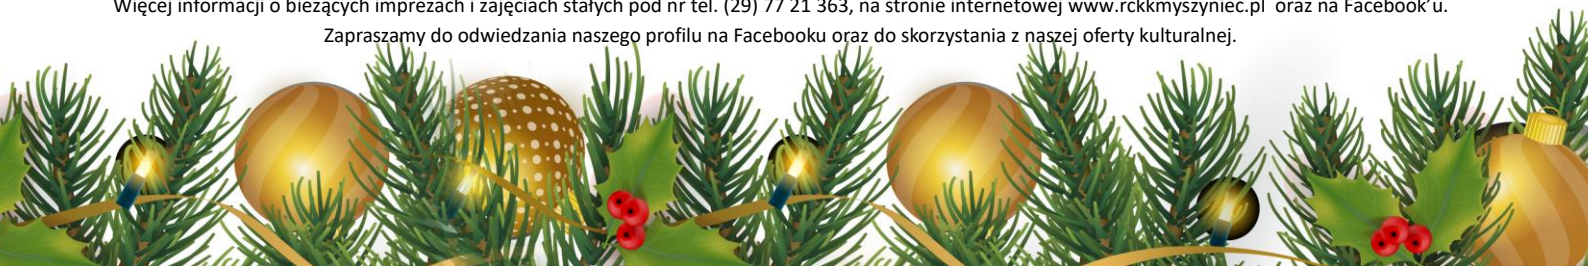 Więcej informacji o bieżących imprezach i zajęciach stałych pod nr tel. (29) 77 21 363, na stronie internetowej www.rckkmyszyniec.pl oraz na Facebook’u.
Zapraszamy do odwiedzania naszego profilu na Facebooku oraz do skorzystania z naszej oferty kulturalnej.